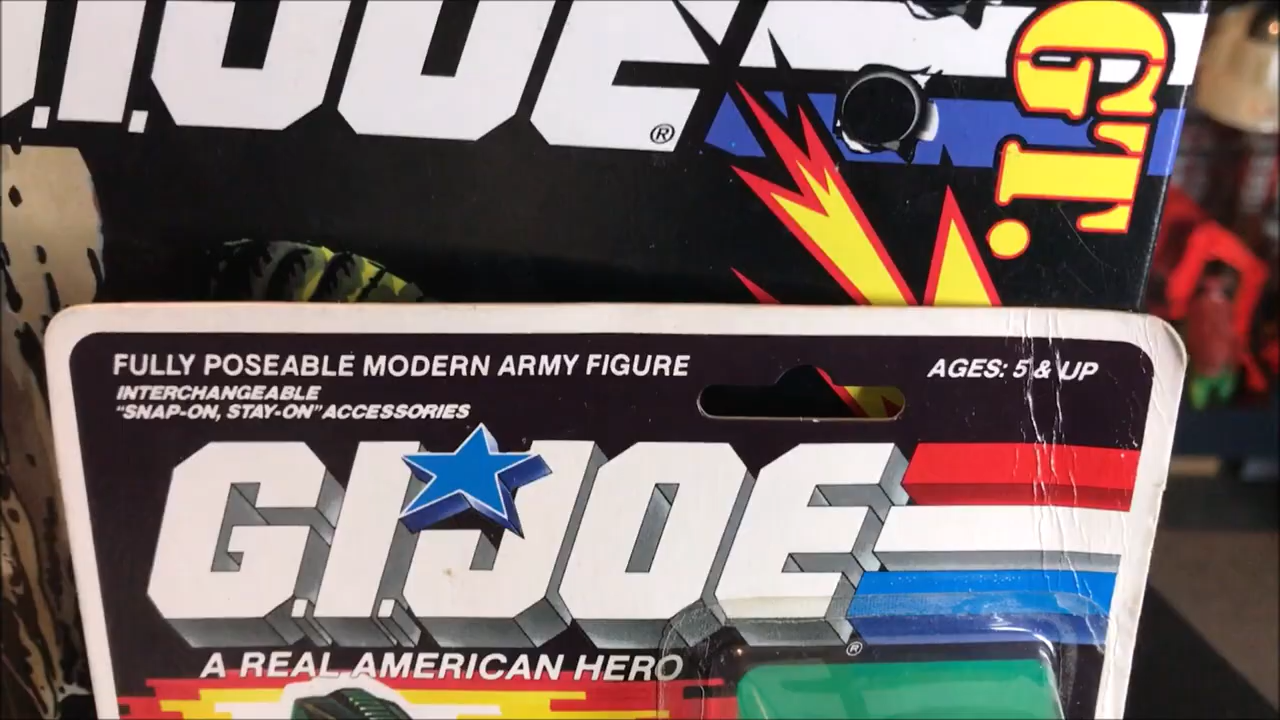 G.I.JOE
®
GT.
FULLY POSEABLE MODERN ARMY FIGURE
INTERCHANGEABLE
"SNAP-ON, STAY-ON" ACCESSORIES
AGES: 5 & UP
G.I.JOE
®
A REAL AMERICAN HERO